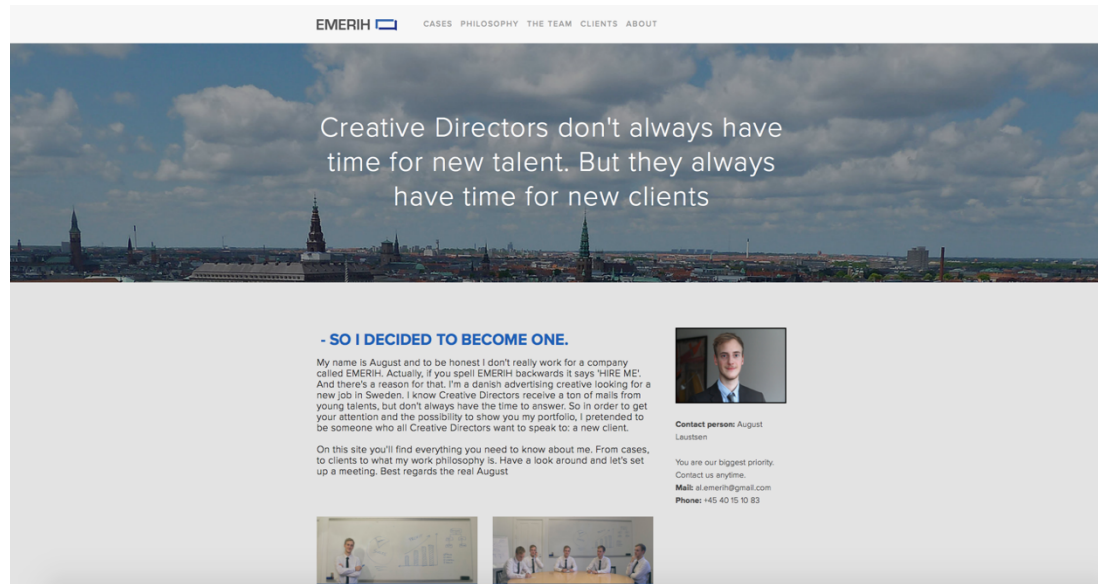 EMERIH
CASES PHILOSOPHY THE TEAM CLIENTS ABOUT
Creative Directors don't always have
time for new talent. But they always
have time for new clients
- SO I DECIDED TO BECOME ONE.
My name is August and to be honest I don't really work for a company
called EMERIH. Actually, if you spell EMERIH backwards it says 'HIRE ME'.
And there's a reason for that. I'm a danish advertising creative looking for a
new job in Sweden. I know Creative Directors receive a ton of mails from
young talents, but don't always have the time to answer. So in order to get
your attention and the possibility to show you my portfolio, I pretended to
be someone who all Creative Directors want to speak to: a new client.
On this site you'll find everything you need to know about me. From cases,
to clients to what my work philosophy is. Have a look around and let's set
up a meeting. Best regards the real August
Contact person: August
Laustsen
You are our biggest priority.
Contact us anytime.
Mail: al.emerih@gmail.com
Phone: +45 40 15 10 83